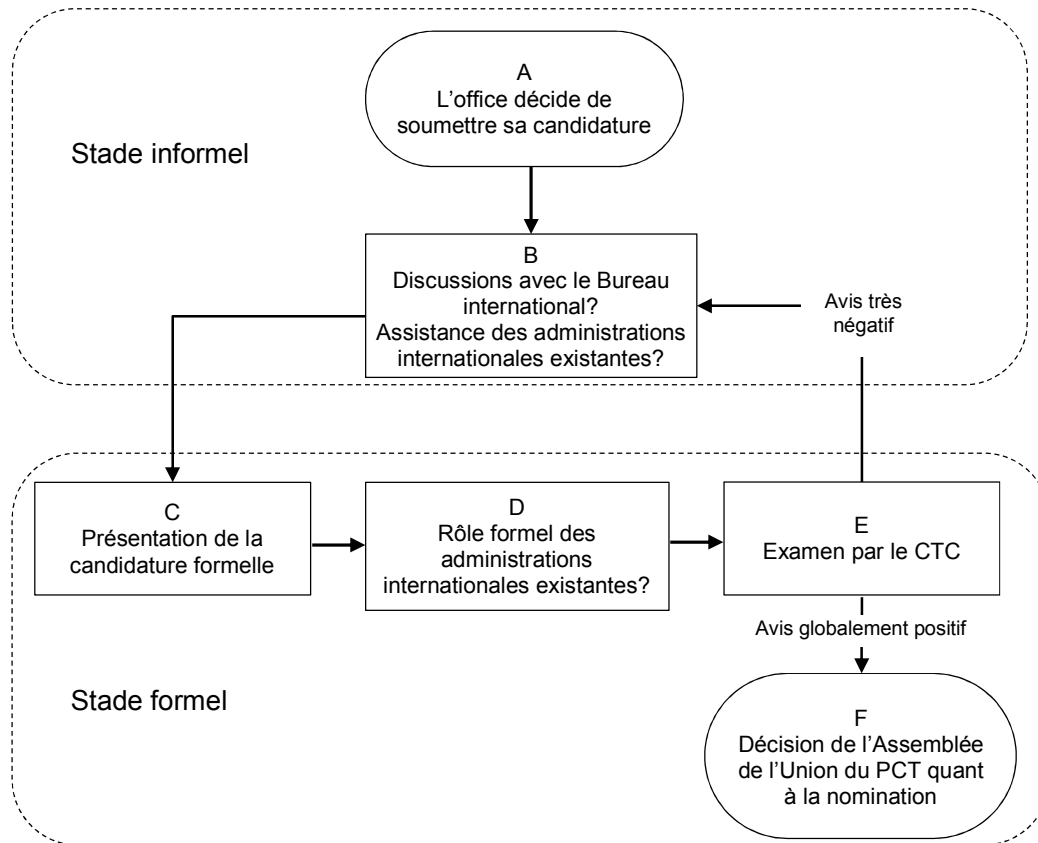 A
L’office décide de
soumettre sa candidature
Stade informel
B
Discussions avec le Bureau
international?
Assistance des administrations
internationales existantes?
Avis très
négatif
C
Présentation de la
candidature formelle
D
Rôle formel des
administrations
internationales existantes?
E
Examen par le CTC
Avis globalement positif
Stade formel
F
Décision de l’Assemblée
de l’Union du PCT quant
à la nomination